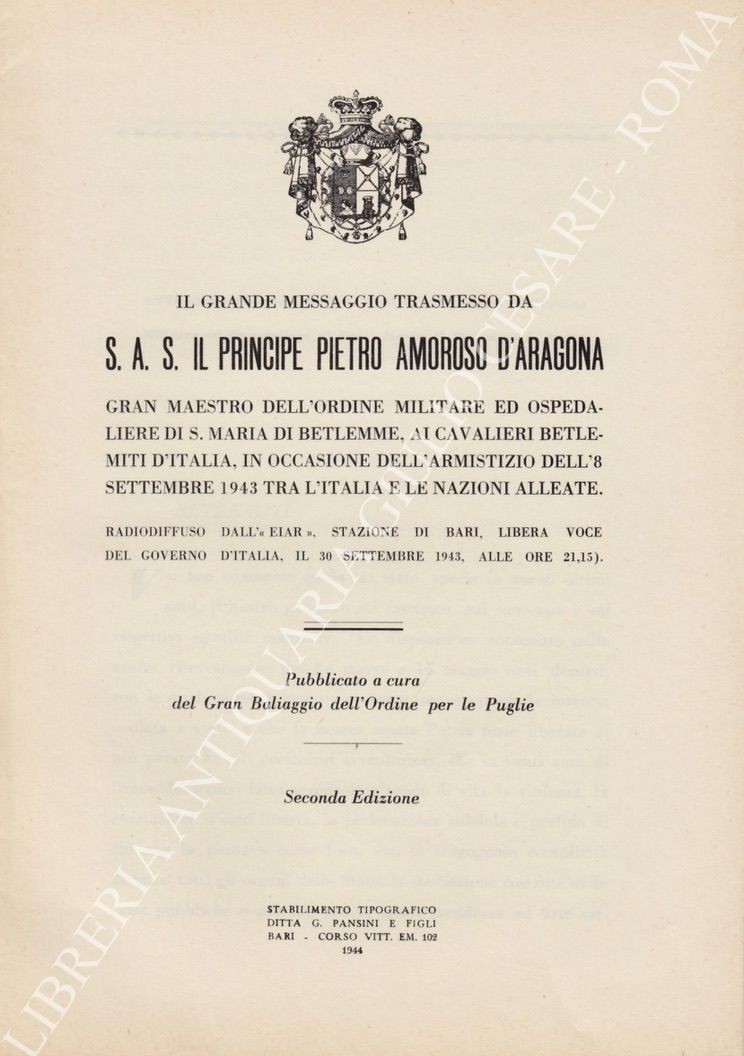 IL GRANDE MESSAGGIO TRASMESSO DA
S. A. S. IL PRINCIPE PIETRO AMOROSO D'ARAGONA
GRAN MAESTRO DELL'ORDINE MILITARE ED OSPEDA-
LIERE DI S. MARIA DI BETLEMME, AI CAVALIERI BETLE-
MITI D'ITALIA, IN OCCASIONE DELL'ARMISTIZIO DELL'8
SETTEMBRE 1943 TRA L'ITALIA E LE NAZIONI ALLEATE.
RADIODIFFUSO DALL'« EIAR », STAZIONE DI BARI, LIBERA VOCE
DEL GOVERNO D'ITALIA, IL 30 SETTEMBRE 1943, ALLE ORE 21,15).
Pubblicato a cura
del Gran Baliaggio dell'Ordine per le Puglie
Seconda Edizione
STABILIMENTO TIPOGRAFICO
DITTA G. PANSINI E FIGLI
BARI - CORSO VITT. EM. 102
1944
LIBRERIA ANTIQUARIA GIULIO CESARE - ROMA